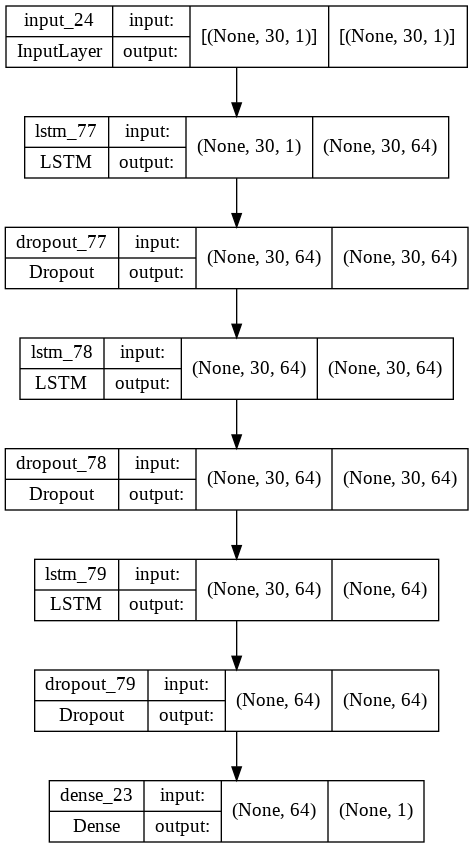 input_24 input: [(None, 30, 1)] [(None, 30, 1)]
InputLayer output:
lstm_77 input: (None, 30, 1) (None, 30, 64)
LSTM output:
dropout_77 input: (None, 30, 64) (None, 30, 64)
Dropout output:
lstm_78 input: (None, 30, 64) (None, 30, 64)
LSTM output:
dropout_78 input: (None, 30, 64) (None, 30, 64)
Dropout output:
lstm_79 input: (None, 30, 64) (None, 64)
LSTM output:
dropout_79 input: (None, 64) (None, 64)
Dropout output:
dense_23 input: (None, 64) (None, 1)
Dense output: